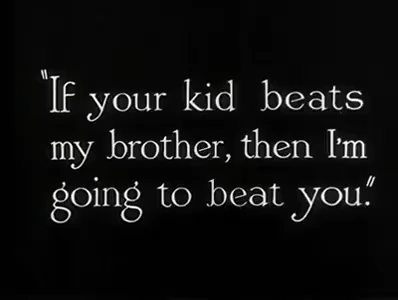 "If your kid beats
my brother, then I'm
going to beat you."